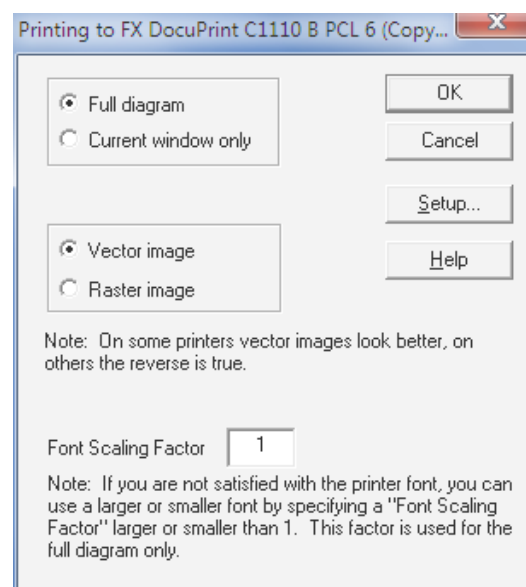 Printing to FX DocuPrint C1110 B PCL 6 (Copy...
Full diagram
Current window only
OK
Cancel
Setup...
Help
Vector image
Raster image
Note: On some printers vector images look better, on
others the reverse is true.
Font Scaling Factor 1
Note: If you are not satisfied with the printer font, you can
use a larger or smaller font by specifying a "Font Scaling
Factor" larger or smaller than 1. This factor is used for the
full diagram only.